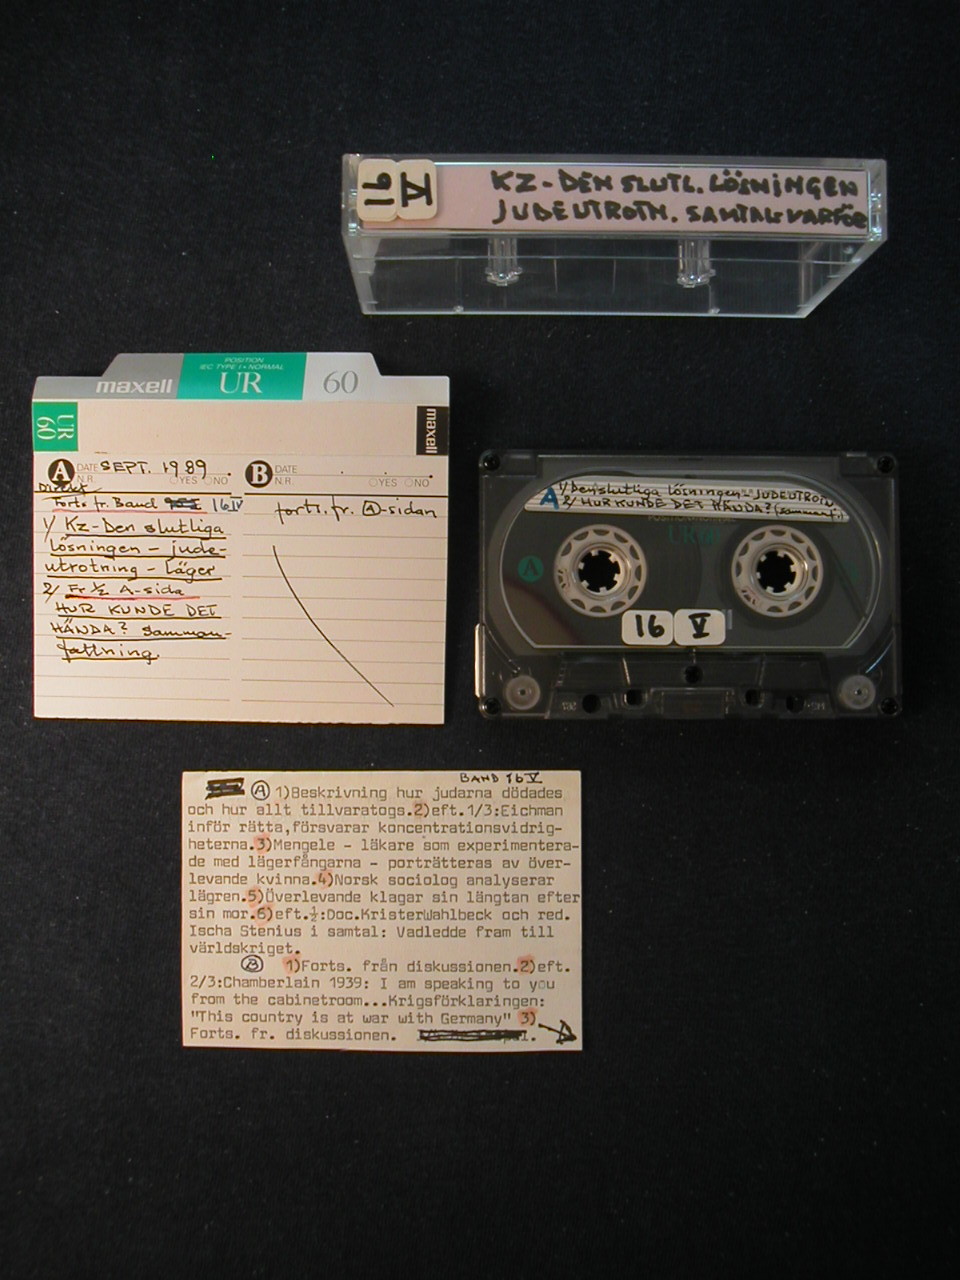 16 V
KZ-DEN SLUTL. LÖSNINGEN
JUDEUTROTN. SAMTAL: VARFÖR
POSITION
IEC TYPE I • NORMAL
maxell UR 60
UR 60
maxell
A DATE SEPT. 1989
N.R. YES NO
B DATE
N.R. YES NO
direkt
Forts fr. Band 16 IV
1/ KZ-Den slutliga
lösningen - jude-
utrotning - Läger
2/ Fr ½ A-sida
HUR KUNDE DET
HÄNDA? Samman-
fattning.
forts. fr. A-sidan
A 1/ Den slutliga lösningen - JUDEUTROTN.
2/ HUR KUNDE DET HÄNDA? (sammanf.)
UR
A
16 V
BAND 16 V
A 1)Beskrivning hur judarna dödades
och hur allt tillvaratogs.2)eft.1/3:Eichman
inför rätta,försvarar koncentrationsvidrig-
heterna.3)Mengele - läkare som experimentera-
de med lägerfångarna - porträtteras av över-
levande kvinna.4)Norsk sociolog analyserar
lägren.5)Överlevande klagar sin längtan efter
sin mor.6)eft.½:Doc.KristerWahlbeck och red.
Ischa Stenius i samtal: Vadledde fram till
världskriget.
B 1)Forts. från diskussionen.2)eft.
2/3:Chamberlain 1939: I am speaking to you
from the cabinetroom...Krigsförklaringen:
"This country is at war with Germany" 3)
Forts. fr. diskussionen.